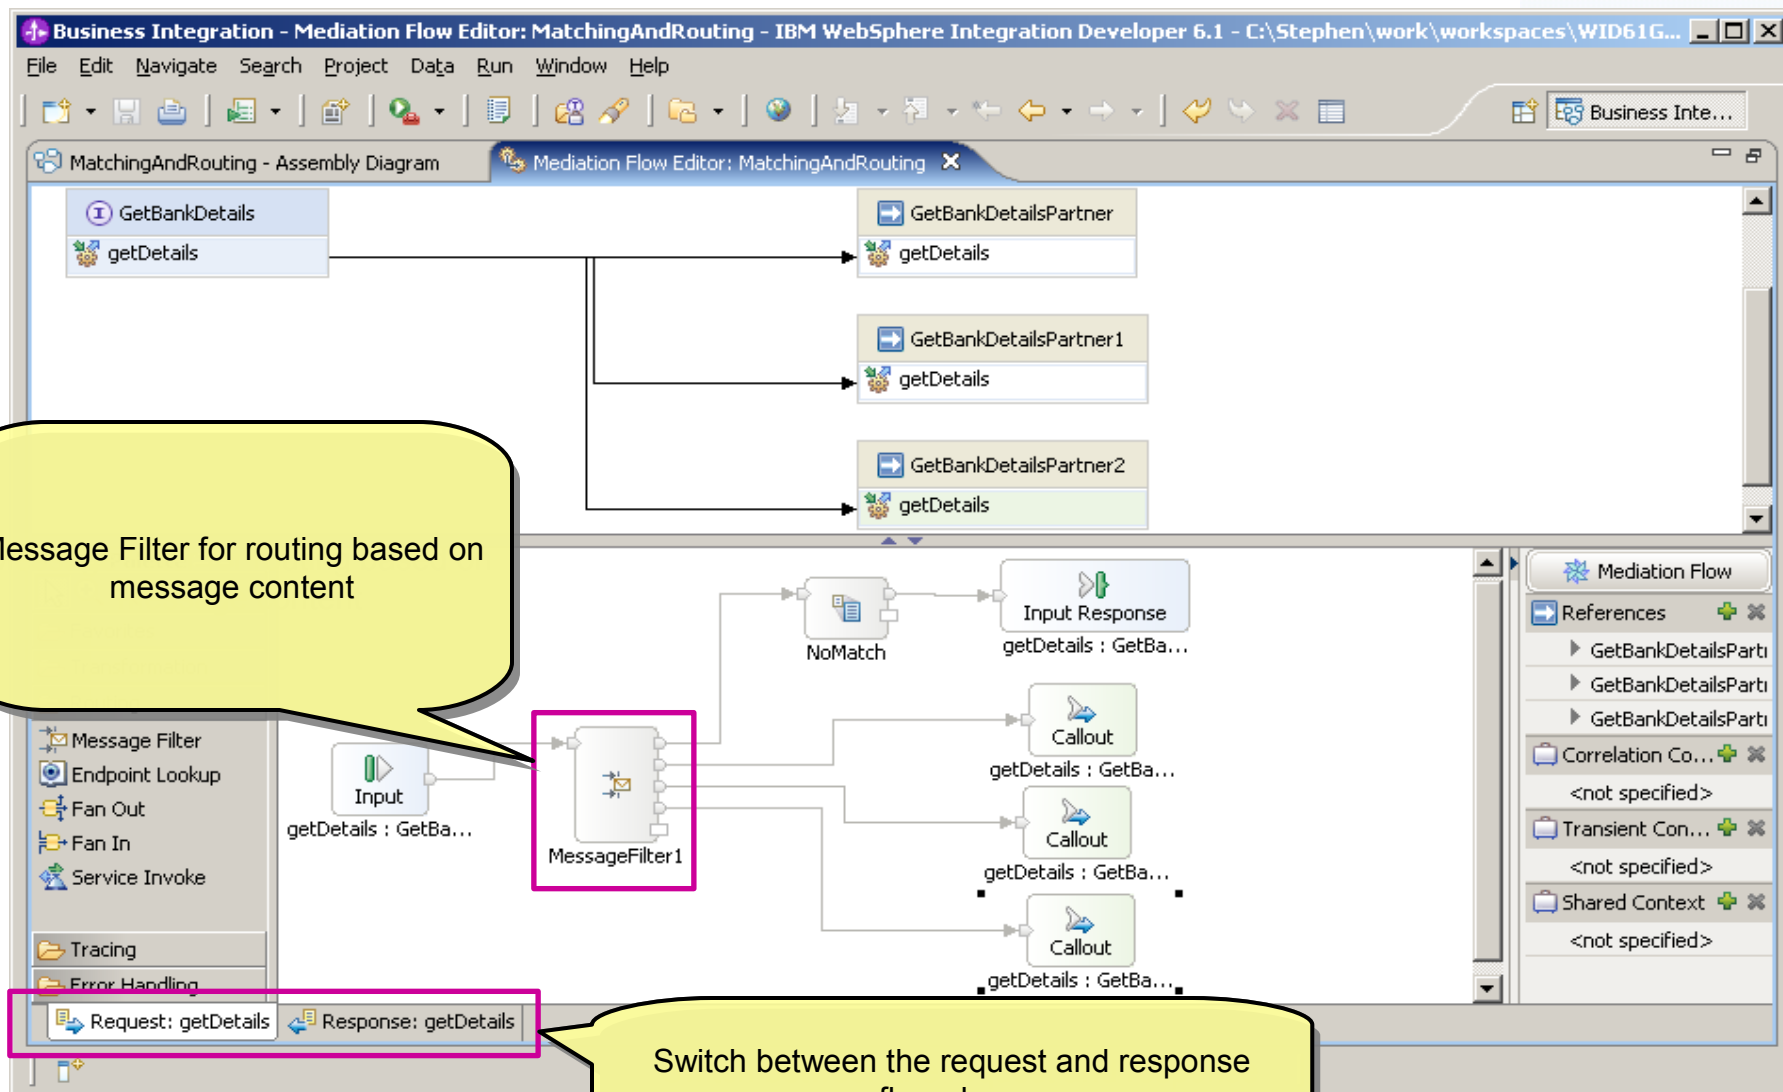 Business Integration - Mediation Flow Editor: MatchingAndRouting - IBM WebSphere Integration Developer 6.1 - C:\Stephen\work\workspaces\WID61G...
File Edit Navigate Search Project Data Run Window Help
Business Inte...
MatchingAndRouting - Assembly Diagram
Mediation Flow Editor: MatchingAndRouting
GetBankDetails
getDetails
GetBankDetailsPartner
getDetails
GetBankDetailsPartner1
getDetails
GetBankDetailsPartner2
getDetails
Message Filter for routing based on
message content
Message Filter
Endpoint Lookup
Fan Out
Fan In
Service Invoke
Tracing
Error Handling
Input
getDetails : GetBa...
MessageFilter1
NoMatch
Input Response
getDetails : GetBa...
Callout
getDetails : GetBa...
Callout
getDetails : GetBa...
Callout
getDetails : GetBa...
Mediation Flow
References
GetBankDetailsParti
GetBankDetailsParti
GetBankDetailsParti
Correlation Co...
<not specified>
Transient Con...
<not specified>
Shared Context
<not specified>
Request: getDetails
Response: getDetails
Switch between the request and response